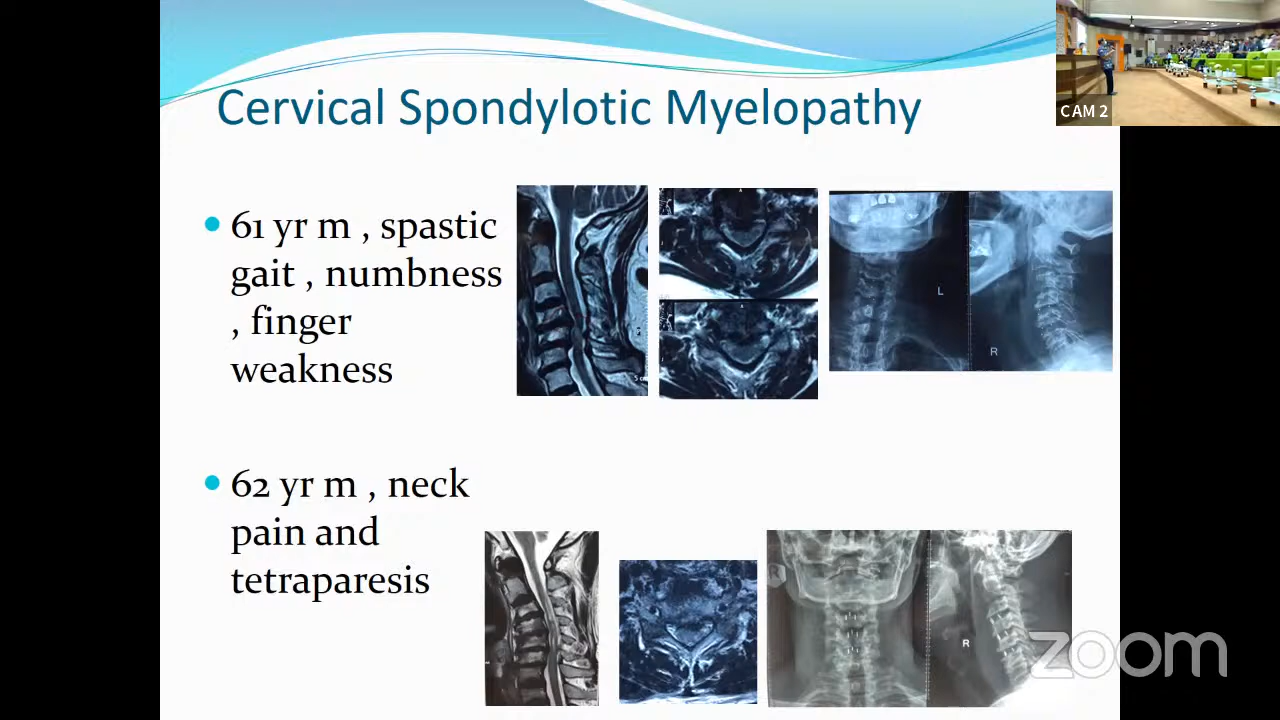 CAM 2
Cervical Spondylotic Myelopathy
61 yr m , spastic
gait , numbness
, finger
weakness
L
R
62 yr m , neck
pain and
tetraparesis
R
R
zoom